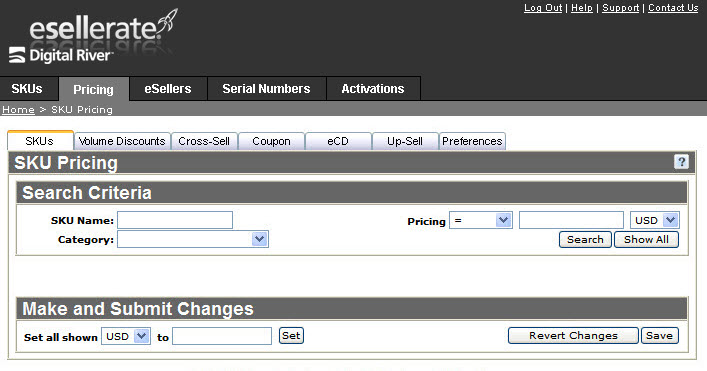 Log Out | Help | Support | Contact Us
esellerate.
Digital River
SKUs Pricing eSellers Serial Numbers Activations
Home > SKU Pricing
SKUs Volume Discounts Cross-Sell Coupon eCD Up-Sell Preferences
SKU Pricing ?
Search Criteria
SKU Name: Pricing = USD
Category: Search Show All
Make and Submit Changes
Set all shown USD to Set Revert Changes Save